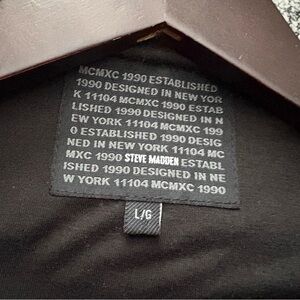 MCMXC 1990 ESTABLISHED
1990 DESIGNED IN NEW YOR
K 11104 MCMXC 1990 ESTAB
LISHED 1990 DESIGNED IN N
EW YORK 11104 MCMXC 199
0 ESTABLISHED 1990 DESIG
NED IN NEW YORK 11104 MC
MXC 1990 STEVE MADDEN ESTABL
ISHED 1990 DESIGNED IN NE
W YORK 11104 MCMXC 1990
L/G